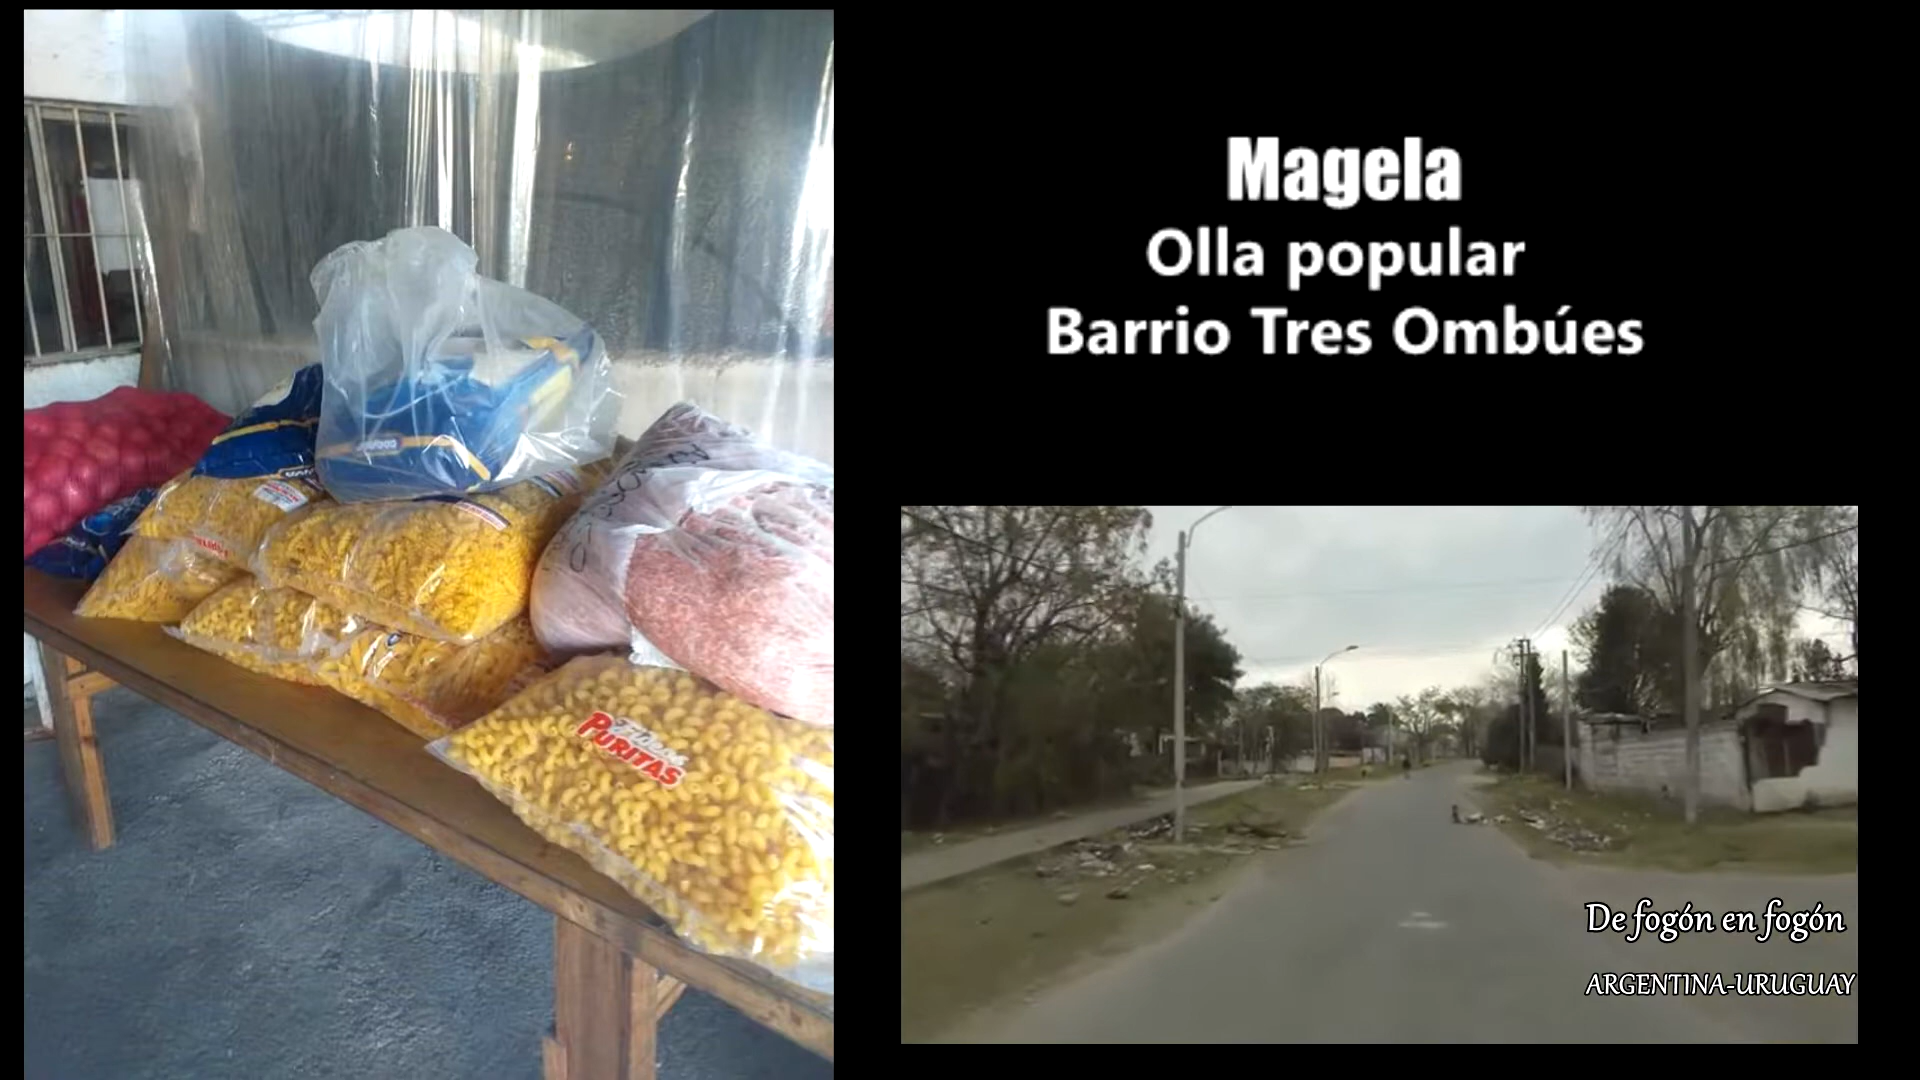 Magela
Olla popular
Barrio Tres Ombúes
PURITAS
De fogón en fogón
ARGENTINA-URUGUAY